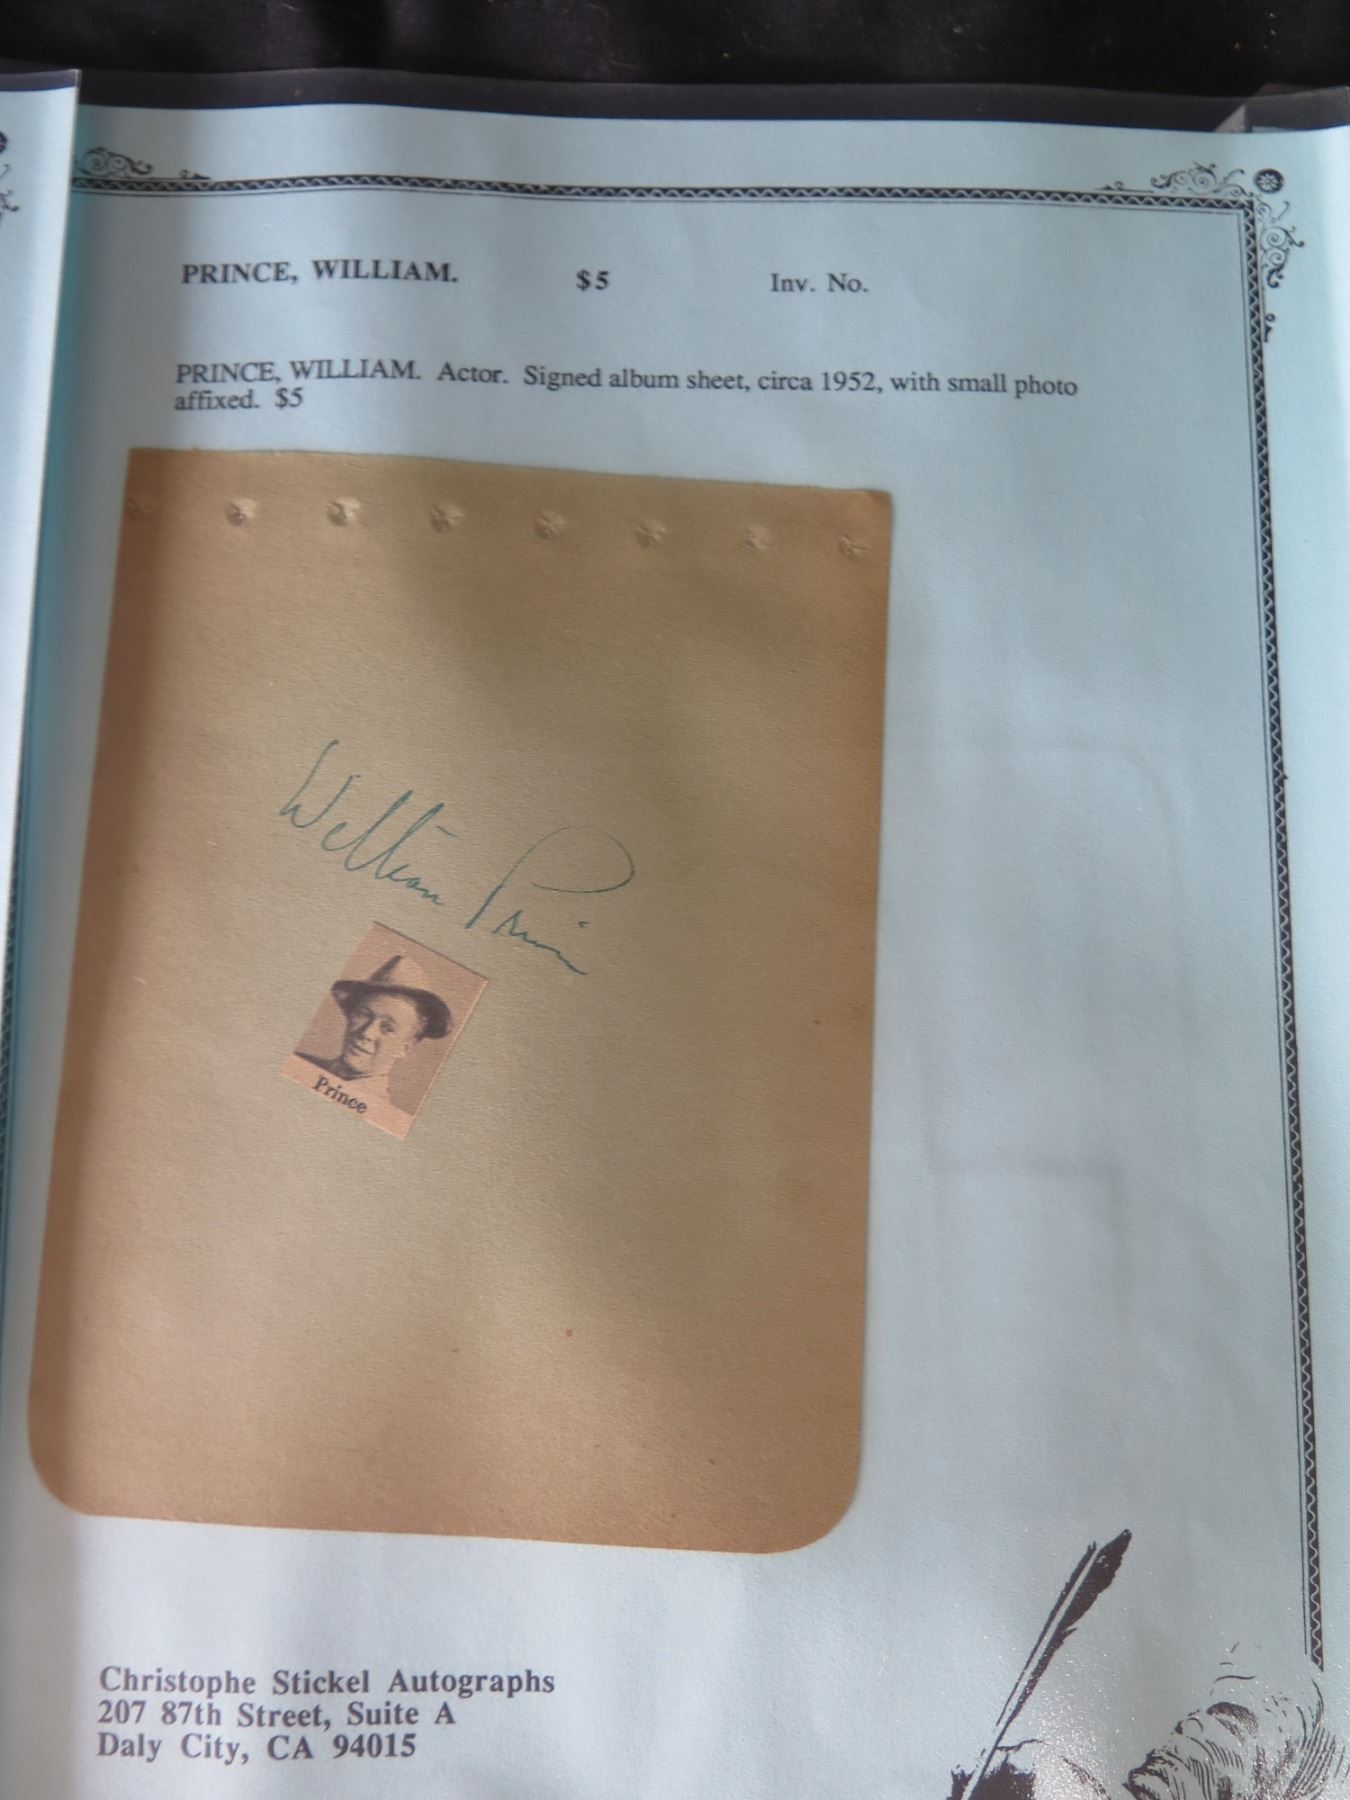 PRINCE, WILLIAM. $5 Inv. No.
PRINCE, WILLIAM. Actor. Signed album sheet, circa 1952, with small photo
affixed. $5
William Prince
Prince
Christophe Stickel Autographs
207 87th Street, Suite A
Daly City, CA 94015